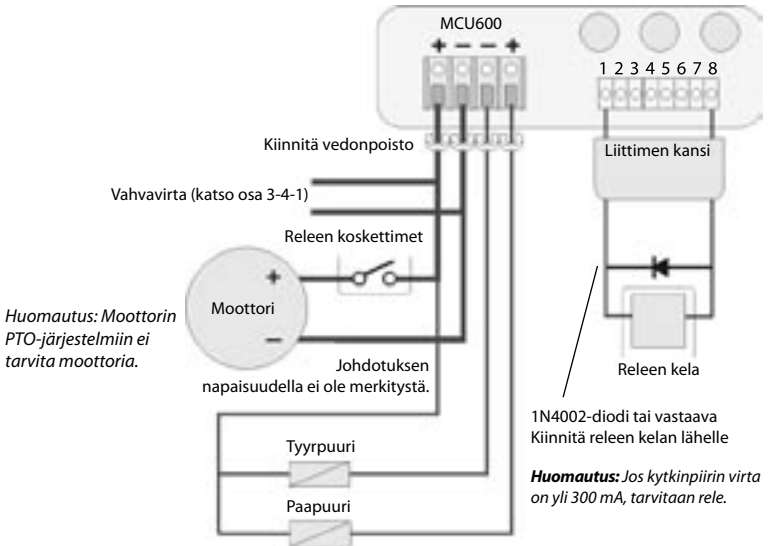 MCU600
+ − − +
1 2 3 4 5 6 7 8
Kiinnitä vedonpoisto
Liittimen kansi
Vahvavirta (katso osa 3-4-1)
Releen koskettimet
+
Moottori
−
Huomautus: Moottorin
PTO-järjestelmiin ei
tarvita moottoria.
Johdotuksen
napaisuudella ei ole merkitystä.
Releen kela
1N4002-diodi tai vastaava
Kiinnitä releen kelan lähelle
Tyyrpuuri
Huomautus: Jos kytkinpiirin virta
on yli 300 mA, tarvitaan rele.
Paapuuri